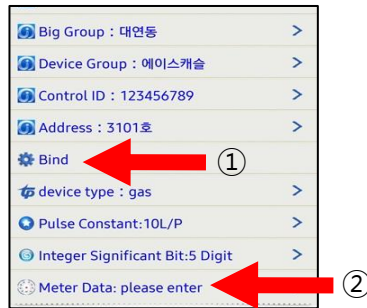 Big Group : 대연동 >
Device Group : 에이스캐슬 >
Control ID : 123456789 >
Address : 3101호 >
Bind ①
device type : gas >
Pulse Constant:10L/P >
Integer Significant Bit:5 Digit >
Meter Data: please enter ②